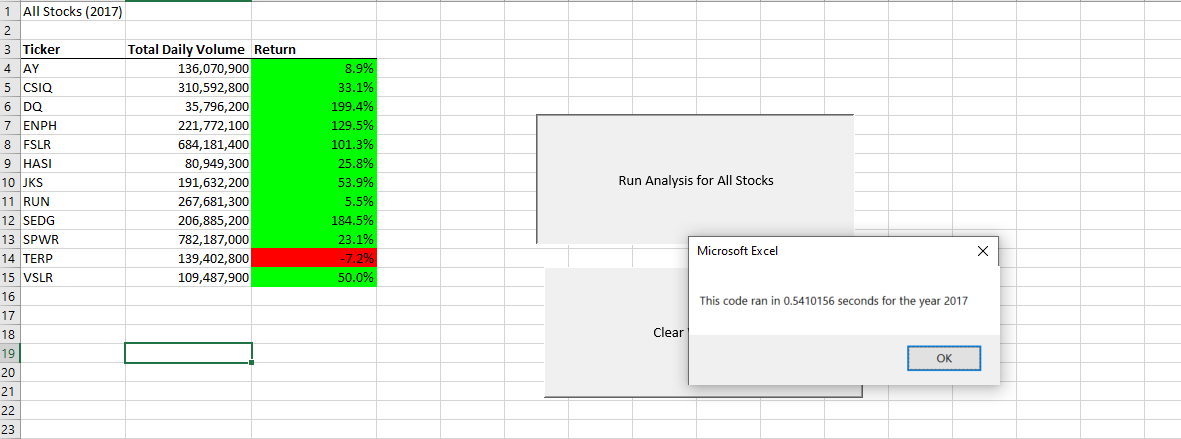 1 All Stocks (2017)
2
3 Ticker Total Daily Volume Return
4 AY 136,070,900 8.9%
5 CSIQ 310,592,800 33.1%
6 DQ 35,796,200 199.4%
7 ENPH 221,772,100 129.5%
8 FSLR 684,181,400 101.3%
9 HASI 80,949,300 25.8%
10 JKS 191,632,200 53.9%
11 RUN 267,681,300 5.5%
12 SEDG 206,885,200 184.5%
13 SPWR 782,187,000 23.1%
14 TERP 139,402,800 -7.2%
15 VSLR 109,487,900 50.0%
16
17
18
19
20
21
22
23
Run Analysis for All Stocks
Clear
Microsoft Excel
This code ran in 0.5410156 seconds for the year 2017
OK